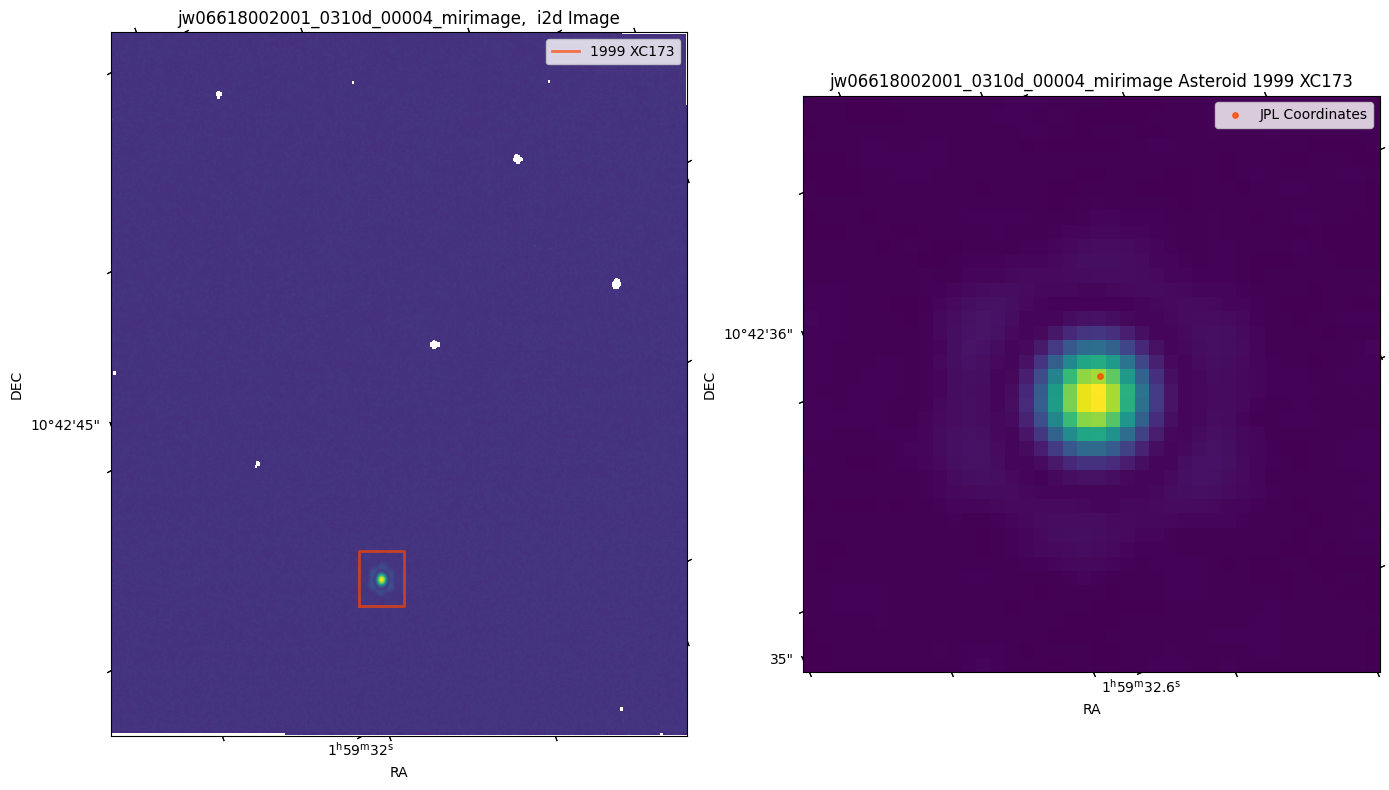 jw06618002001_0310d_00004_mirimage,  i2d Image
1999 XC173
DEC
10°42'45"
1h59m32s
RA
jw06618002001_0310d_00004_mirimage Asteroid 1999 XC173
JPL Coordinates
DEC
10°42'36"
35"
1h59m32.6s
RA